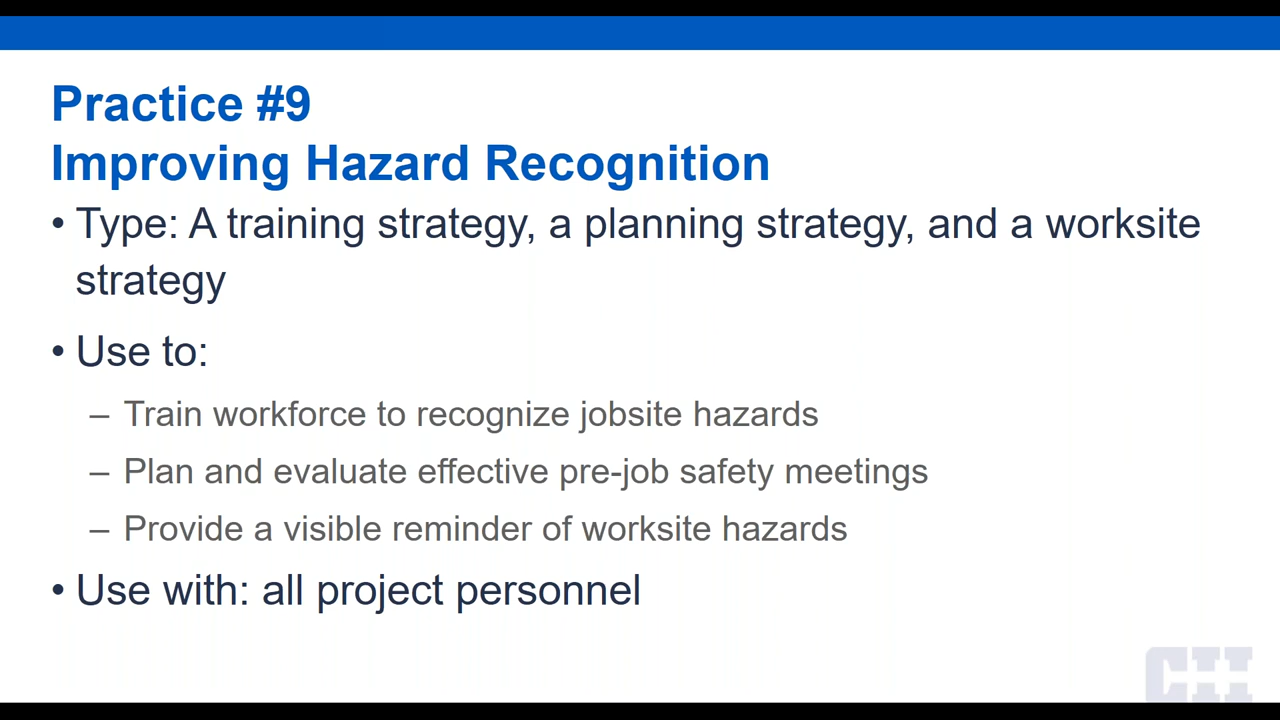 Practice #9
Improving Hazard Recognition
• Type: A training strategy, a planning strategy, and a worksite
strategy
• Use to:
– Train workforce to recognize jobsite hazards
– Plan and evaluate effective pre-job safety meetings
– Provide a visible reminder of worksite hazards
• Use with: all project personnel
CII